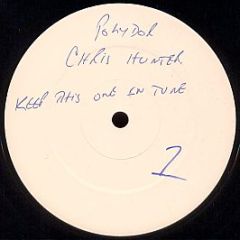 POLYDOR
CHRIS HUNTER
KEEP THIS ONE IN TUNE
1